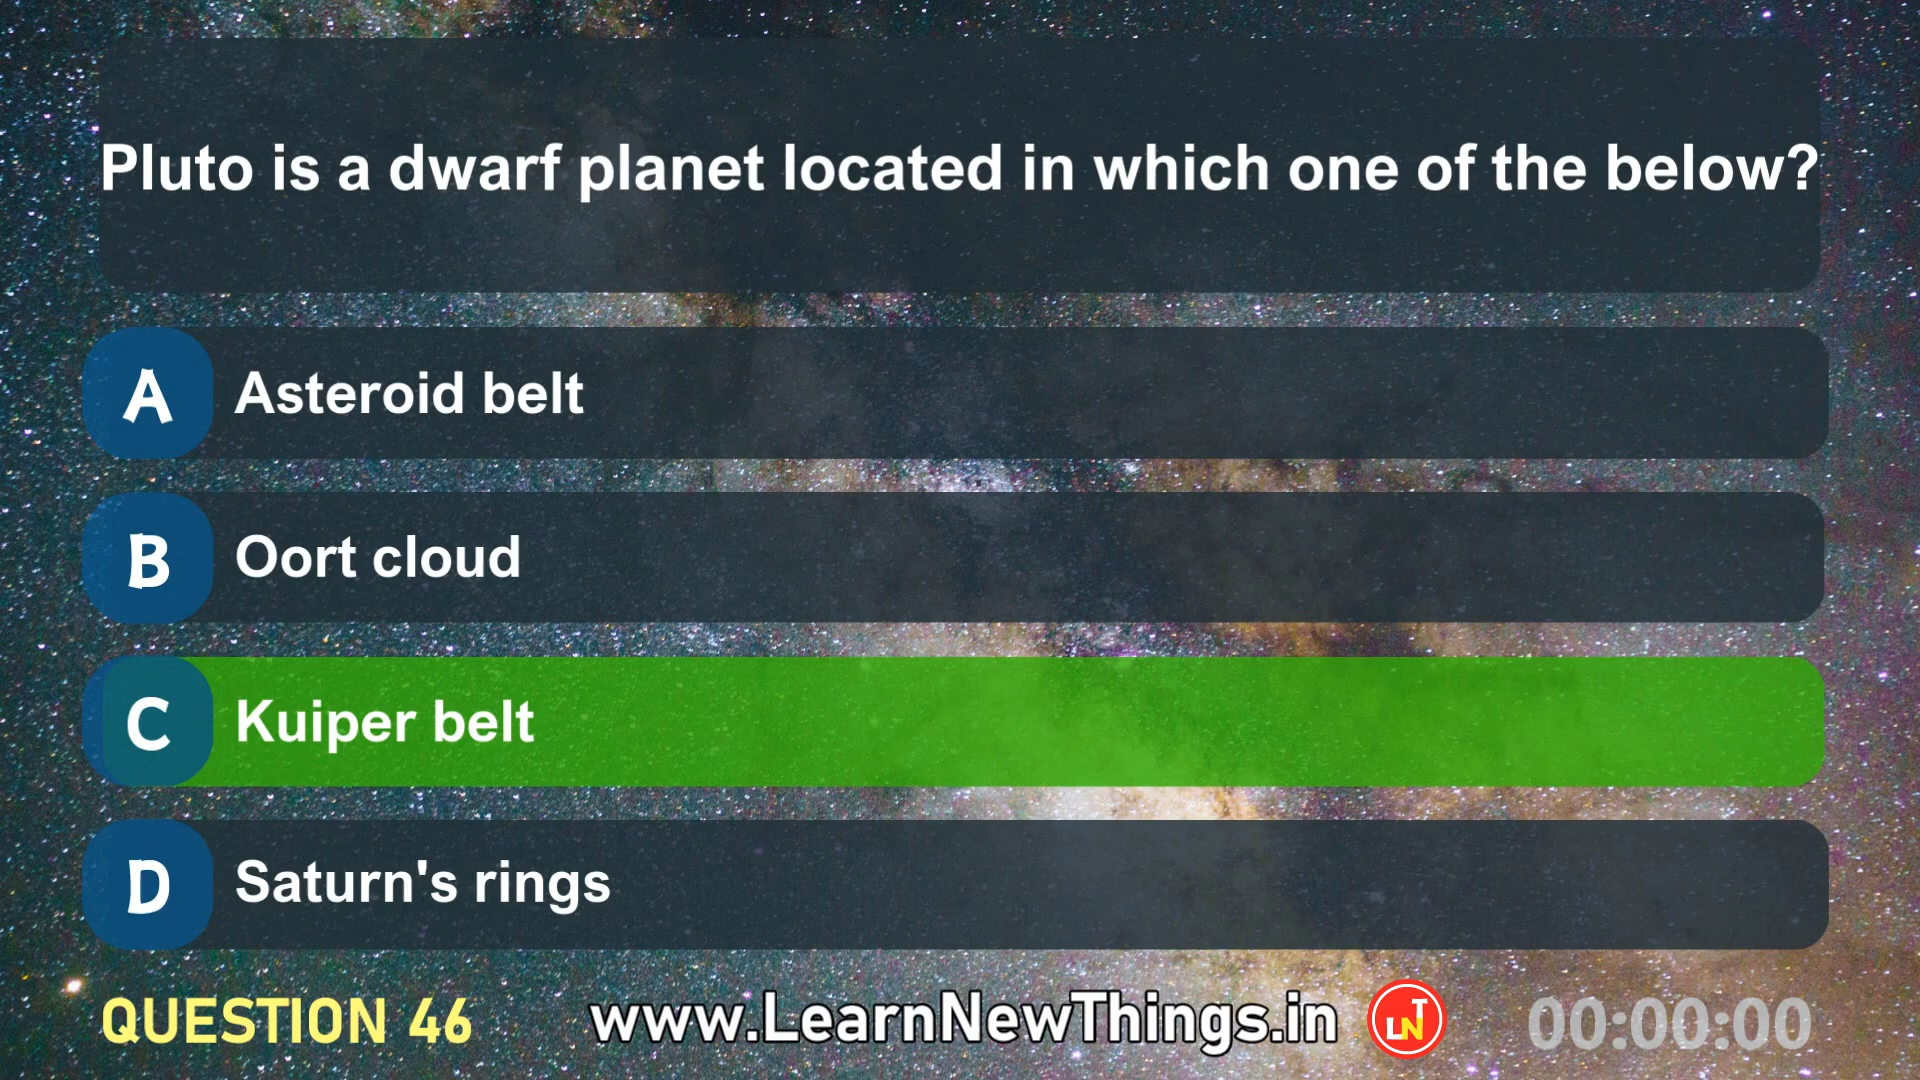 Pluto is a dwarf planet located in which one of the below?
A Asteroid belt
B Oort cloud
C Kuiper belt
D Saturn's rings
QUESTION 46 www.LearnNewThings.in LNT 00:00:00